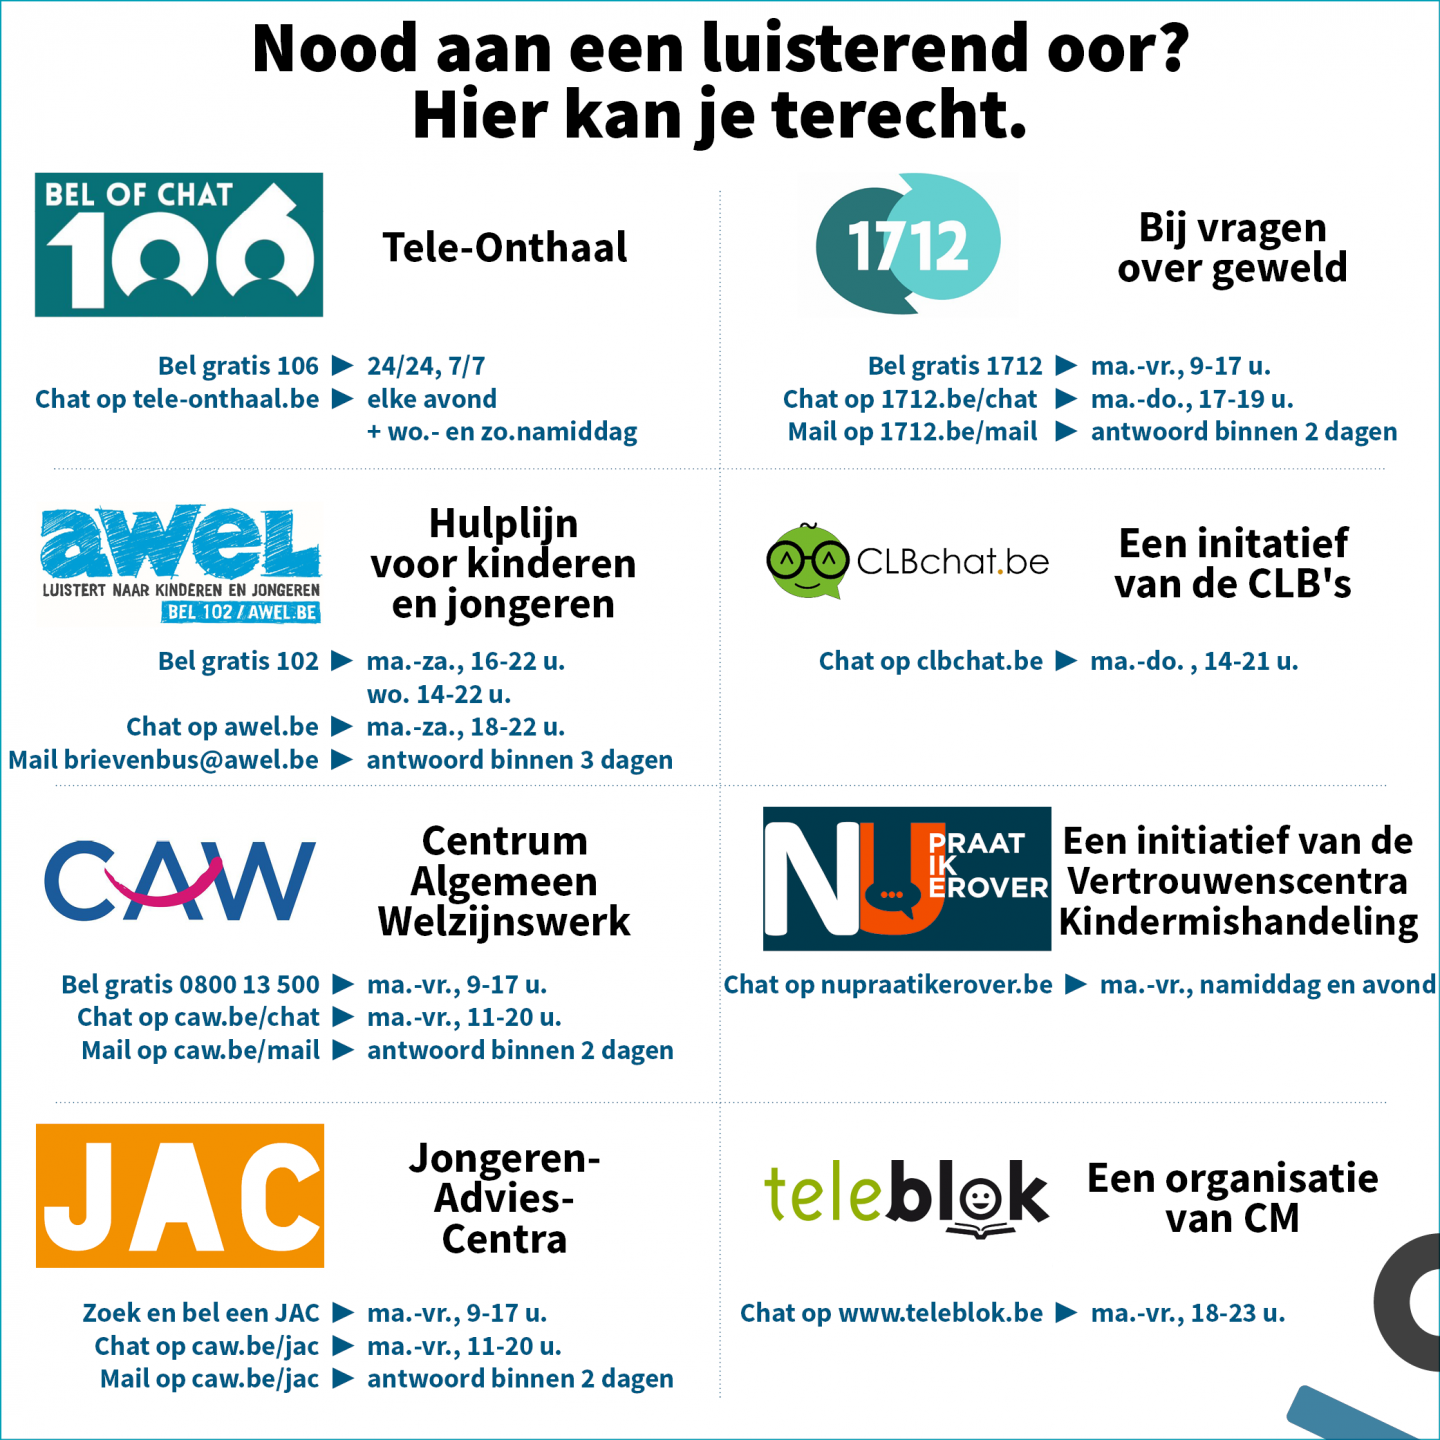 Nood aan een luisterend oor?
Hier kan je terecht.
BEL OF CHAT
106
Tele-Onthaal
Bel gratis 106 ▶ 24/24, 7/7
Chat op tele-onthaal.be ▶ elke avond
+ wo.- en zo.namiddag
1712
Bij vragen
over geweld
Bel gratis 1712 ▶ ma.-vr., 9-17 u.
Chat op 1712.be/chat ▶ ma.-do., 17-19 u.
Mail op 1712.be/mail ▶ antwoord binnen 2 dagen
awel
LUISTERT NAAR KINDEREN EN JONGEREN
BEL 102 / AWEL.BE
Hulplijn
voor kinderen
en jongeren
Bel gratis 102 ▶ ma.-za., 16-22 u.
wo. 14-22 u.
Chat op awel.be ▶ ma.-za., 18-22 u.
Mail brievenbus@awel.be ▶ antwoord binnen 3 dagen
CLBchat.be
Een initatief
van de CLB's
Chat op clbchat.be ▶ ma.-do. , 14-21 u.
CAW
Centrum
Algemeen
Welzijnswerk
Bel gratis 0800 13 500 ▶ ma.-vr., 9-17 u.
Chat op caw.be/chat ▶ ma.-vr., 11-20 u.
Mail op caw.be/mail ▶ antwoord binnen 2 dagen
NU
PRAAT
IK
EROVER
Een initiatief van de
Vertrouwenscentra
Kindermishandeling
Chat op nupraatikerover.be ▶ ma.-vr., namiddag en avond
JAC
Jongeren-
Advies-
Centra
Zoek en bel een JAC ▶ ma.-vr., 9-17 u.
Chat op caw.be/jac ▶ ma.-vr., 11-20 u.
Mail op caw.be/jac ▶ antwoord binnen 2 dagen
teleblok
Een organisatie
van CM
Chat op www.teleblok.be ▶ ma.-vr., 18-23 u.